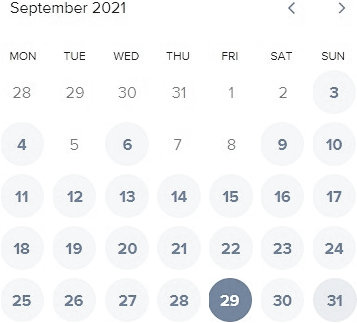 September 2021
MON TUE WED THU FRI SAT SUN
28 29 30 31 1 2 3
4 5 6 7 8 9 10
11 12 13 14 15 16 17
18 19 20 21 22 23 24
25 26 27 28 29 30 31